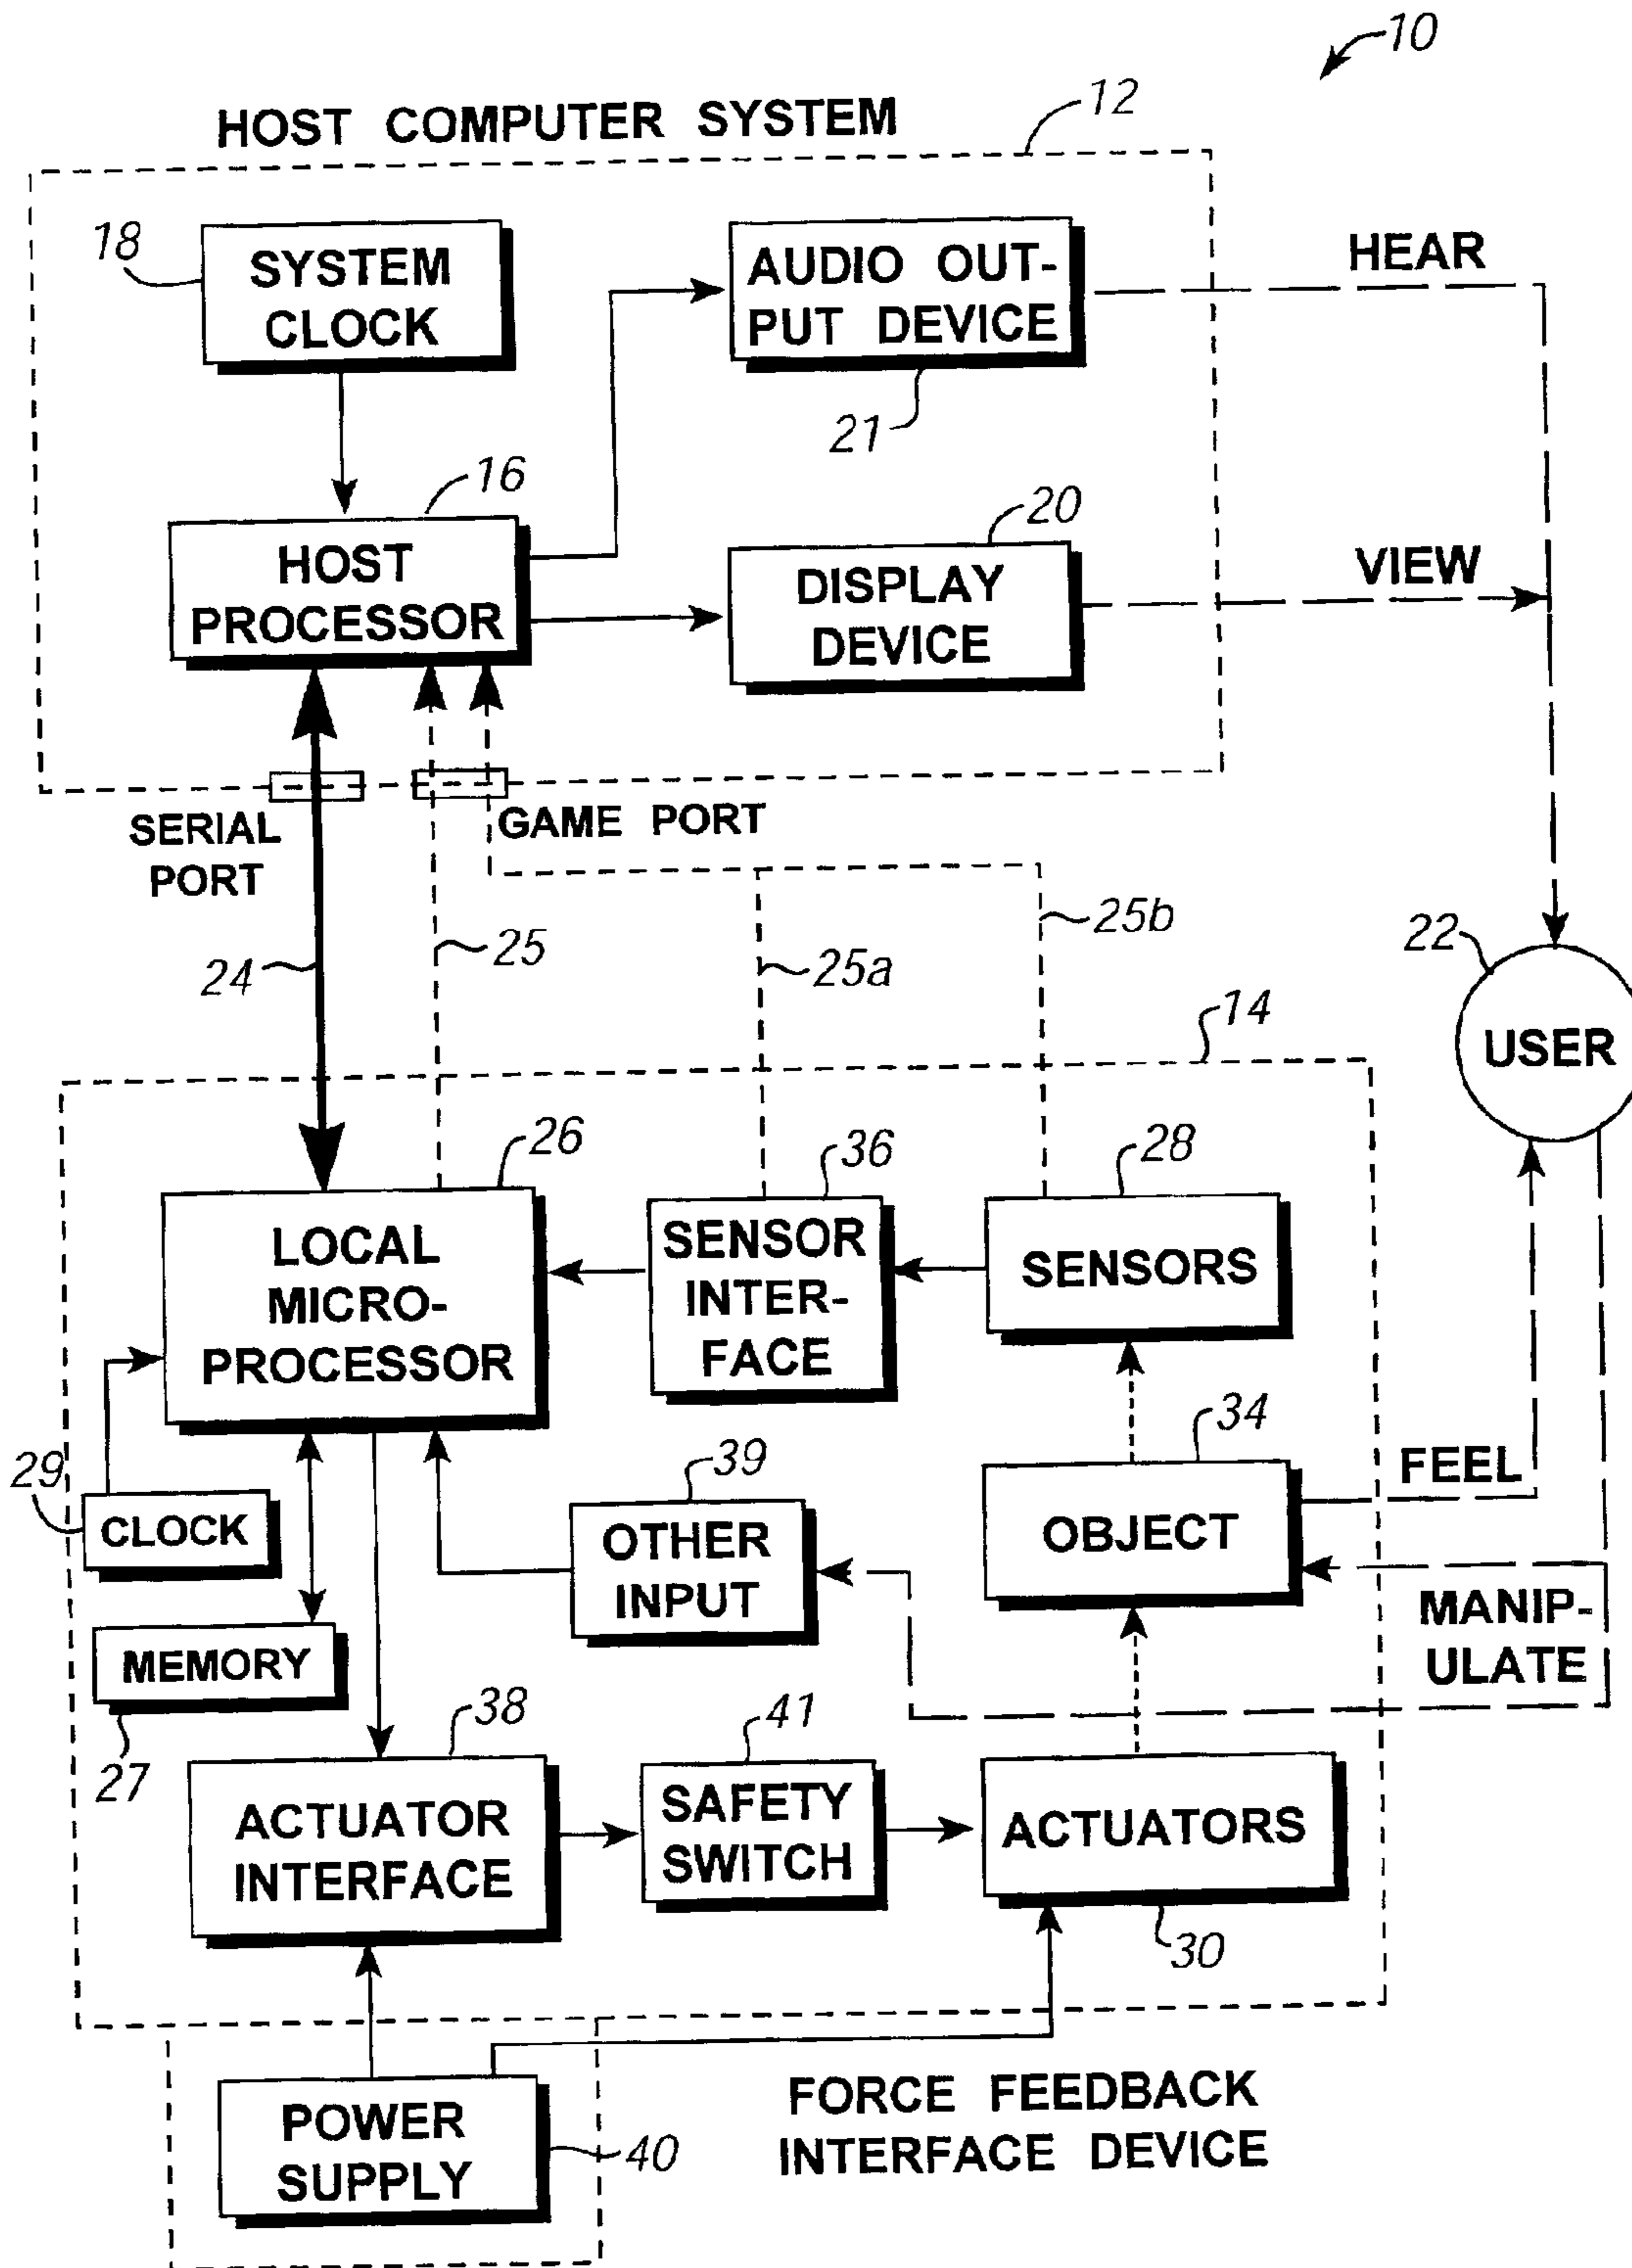 10
HOST COMPUTER SYSTEM
12
18
SYSTEM
CLOCK
AUDIO OUT-
PUT DEVICE
21
HEAR
16
HOST
PROCESSOR
20
DISPLAY
DEVICE
VIEW
SERIAL
PORT
GAME PORT
24
25
25a
25b
22
USER
14
26
LOCAL
MICRO-
PROCESSOR
36
SENSOR
INTER-
FACE
28
SENSORS
29
CLOCK
39
OTHER
INPUT
34
OBJECT
FEEL
MANIP-
ULATE
MEMORY
27
38
ACTUATOR
INTERFACE
41
SAFETY
SWITCH
ACTUATORS
30
POWER
SUPPLY
40
FORCE FEEDBACK
INTERFACE DEVICE